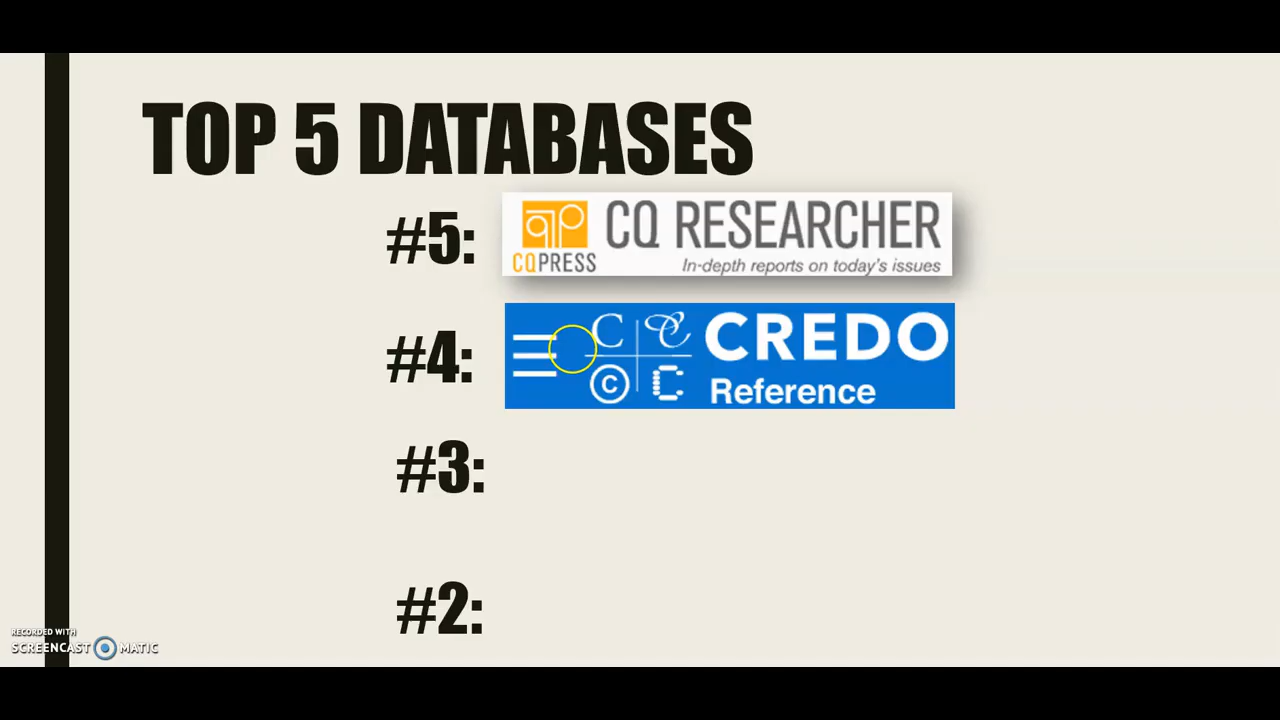 TOP 5 DATABASES
#5:
CQ RESEARCHER
CQPRESS
In-depth reports on today's issues
#4:
C C CREDO
© C Reference
#3:
#2:
RECORDED WITH
SCREENCAST MATIC